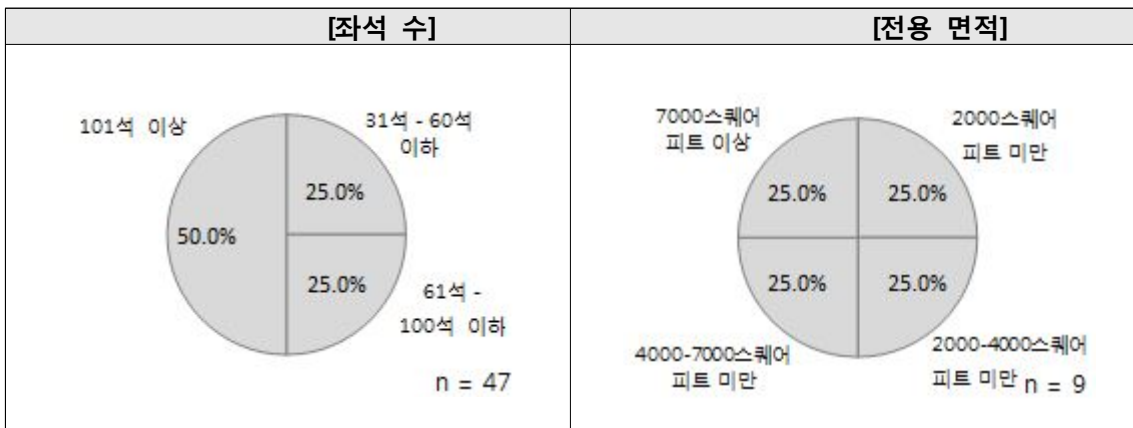 [좌석 수]
101석 이상
31석 - 60석
이하
25.0%
50.0%
25.0%
61석 -
100석 이하
n = 47
[전용 면적]
7000스퀘어
피트 이상
2000스퀘어
피트 미만
25.0%
25.0%
25.0%
25.0%
4000-7000스퀘어
피트 미만
2000-4000스퀘어
피트 미만
n = 9